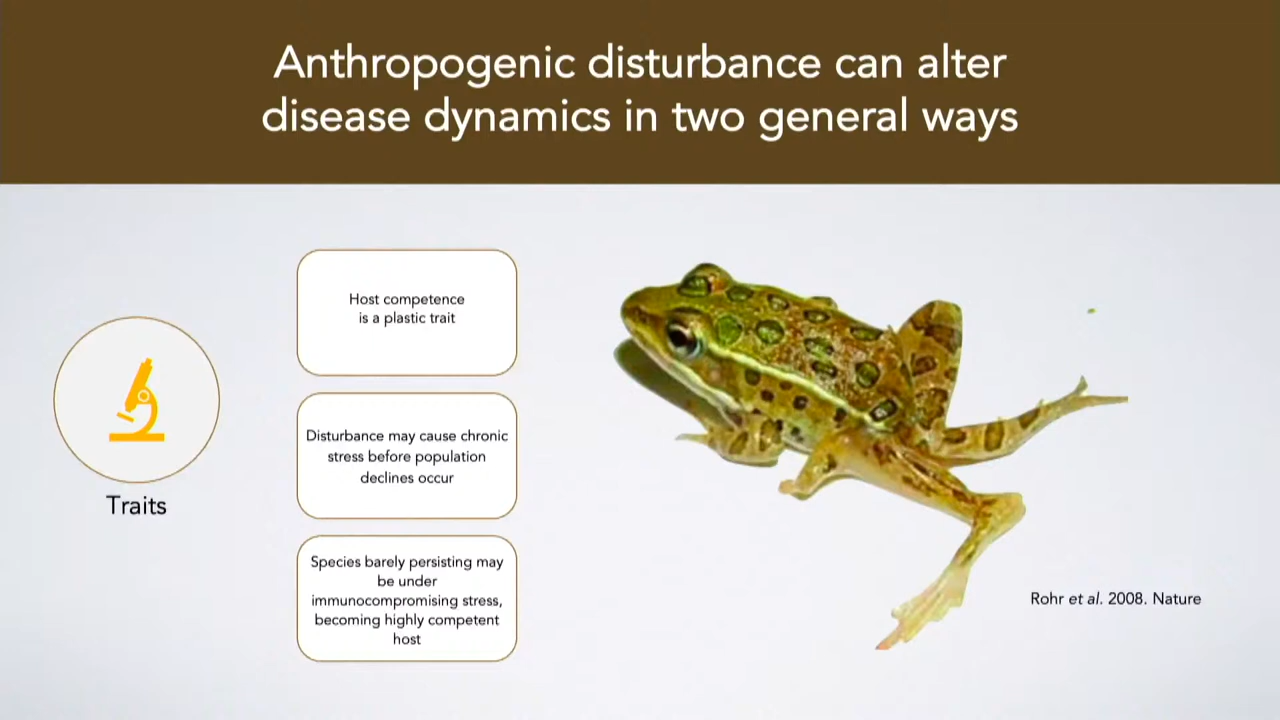 Anthropogenic disturbance can alter
disease dynamics in two general ways
Host competence
is a plastic trait
Disturbance may cause chronic
stress before population
declines occur
Traits
Species barely persisting may
be under
immunocompromising stress,
becoming highly competent
host
Rohr et al. 2008. Nature